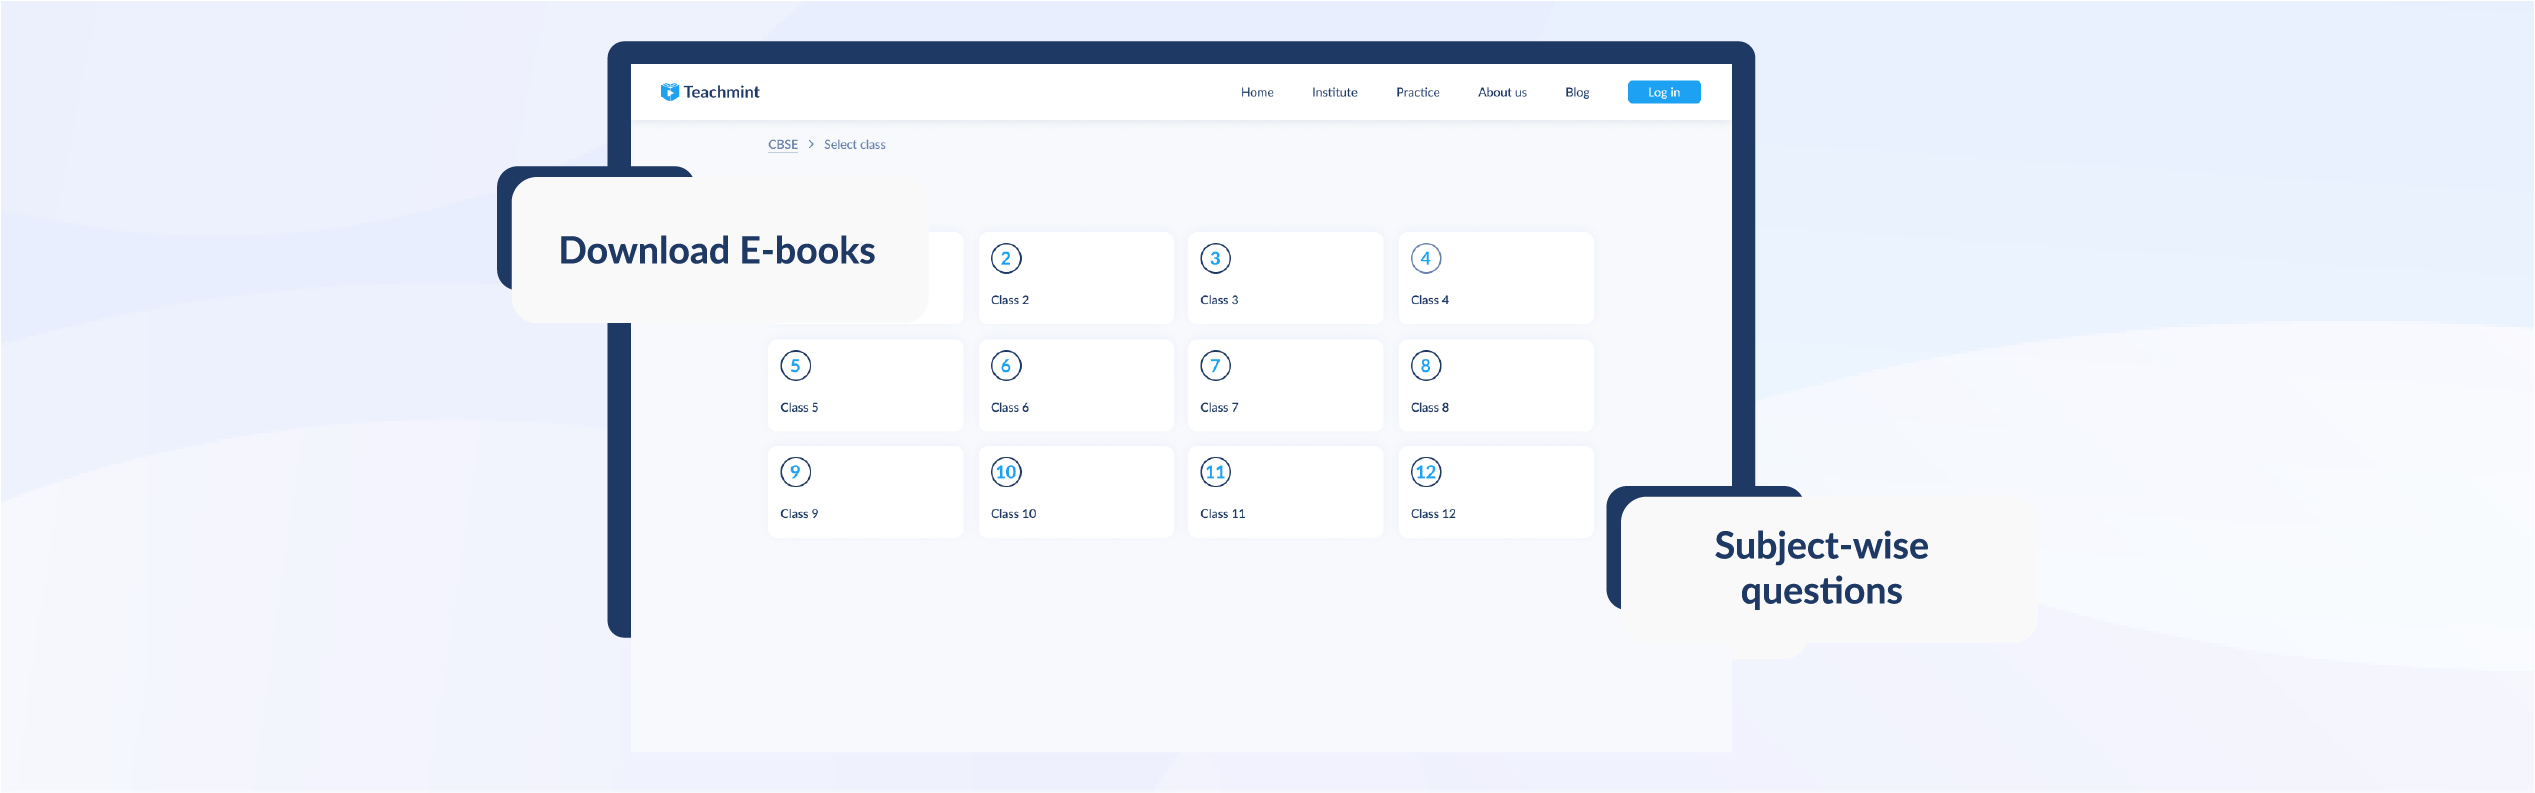 Teachmint
Home Institute Practice About us Blog Log in
CBSE > Select class
Download E-books
2 3 4
Class 2 Class 3 Class 4
5 6 7 8
Class 5 Class 6 Class 7 Class 8
9 10 11 12
Class 9 Class 10 Class 11 Class 12
Subject-wise
questions